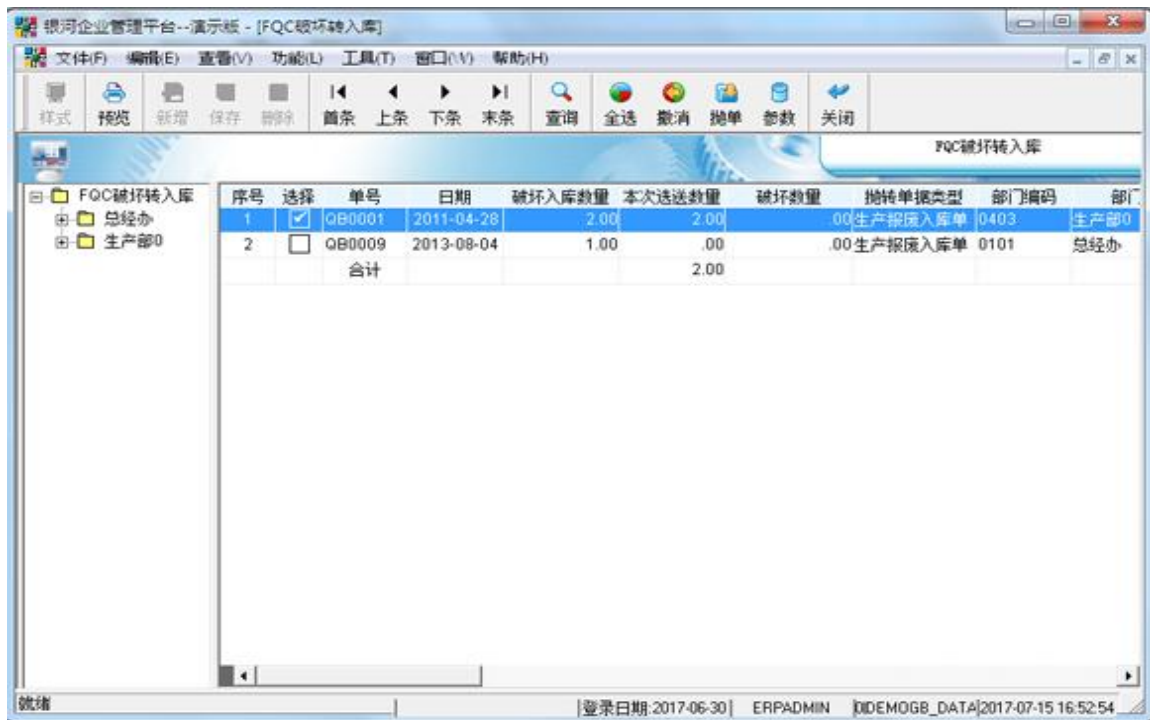 银河企业管理平台--演示版 - [FQC破坏转入库]
文件(F) 编辑(E) 查看(V) 功能(L) 工具(T) 窗口(W) 帮助(H)
样式 预览 新增 保存 删除 首条 上条 下条 末条 查询 全选 撤消 抛单 参数 关闭
FQC破坏转入库
FQC破坏转入库
总经办
生产部0
序号 选择 单号 日期 破坏入库数量 本次选送数量 破坏数量 抛转单据类型 部门编码 部门
1 QB0001 2011-04-28 2.00 2.00 .00 生产报废入库单 0403 生产部0
2 QB0009 2013-08-04 1.00 .00 .00 生产报废入库单 0101 总经办
合计 2.00
就绪 登录日期:2017-06-30 ERPADMIN DEMOGB_DATA 2017-07-15 16:52:54